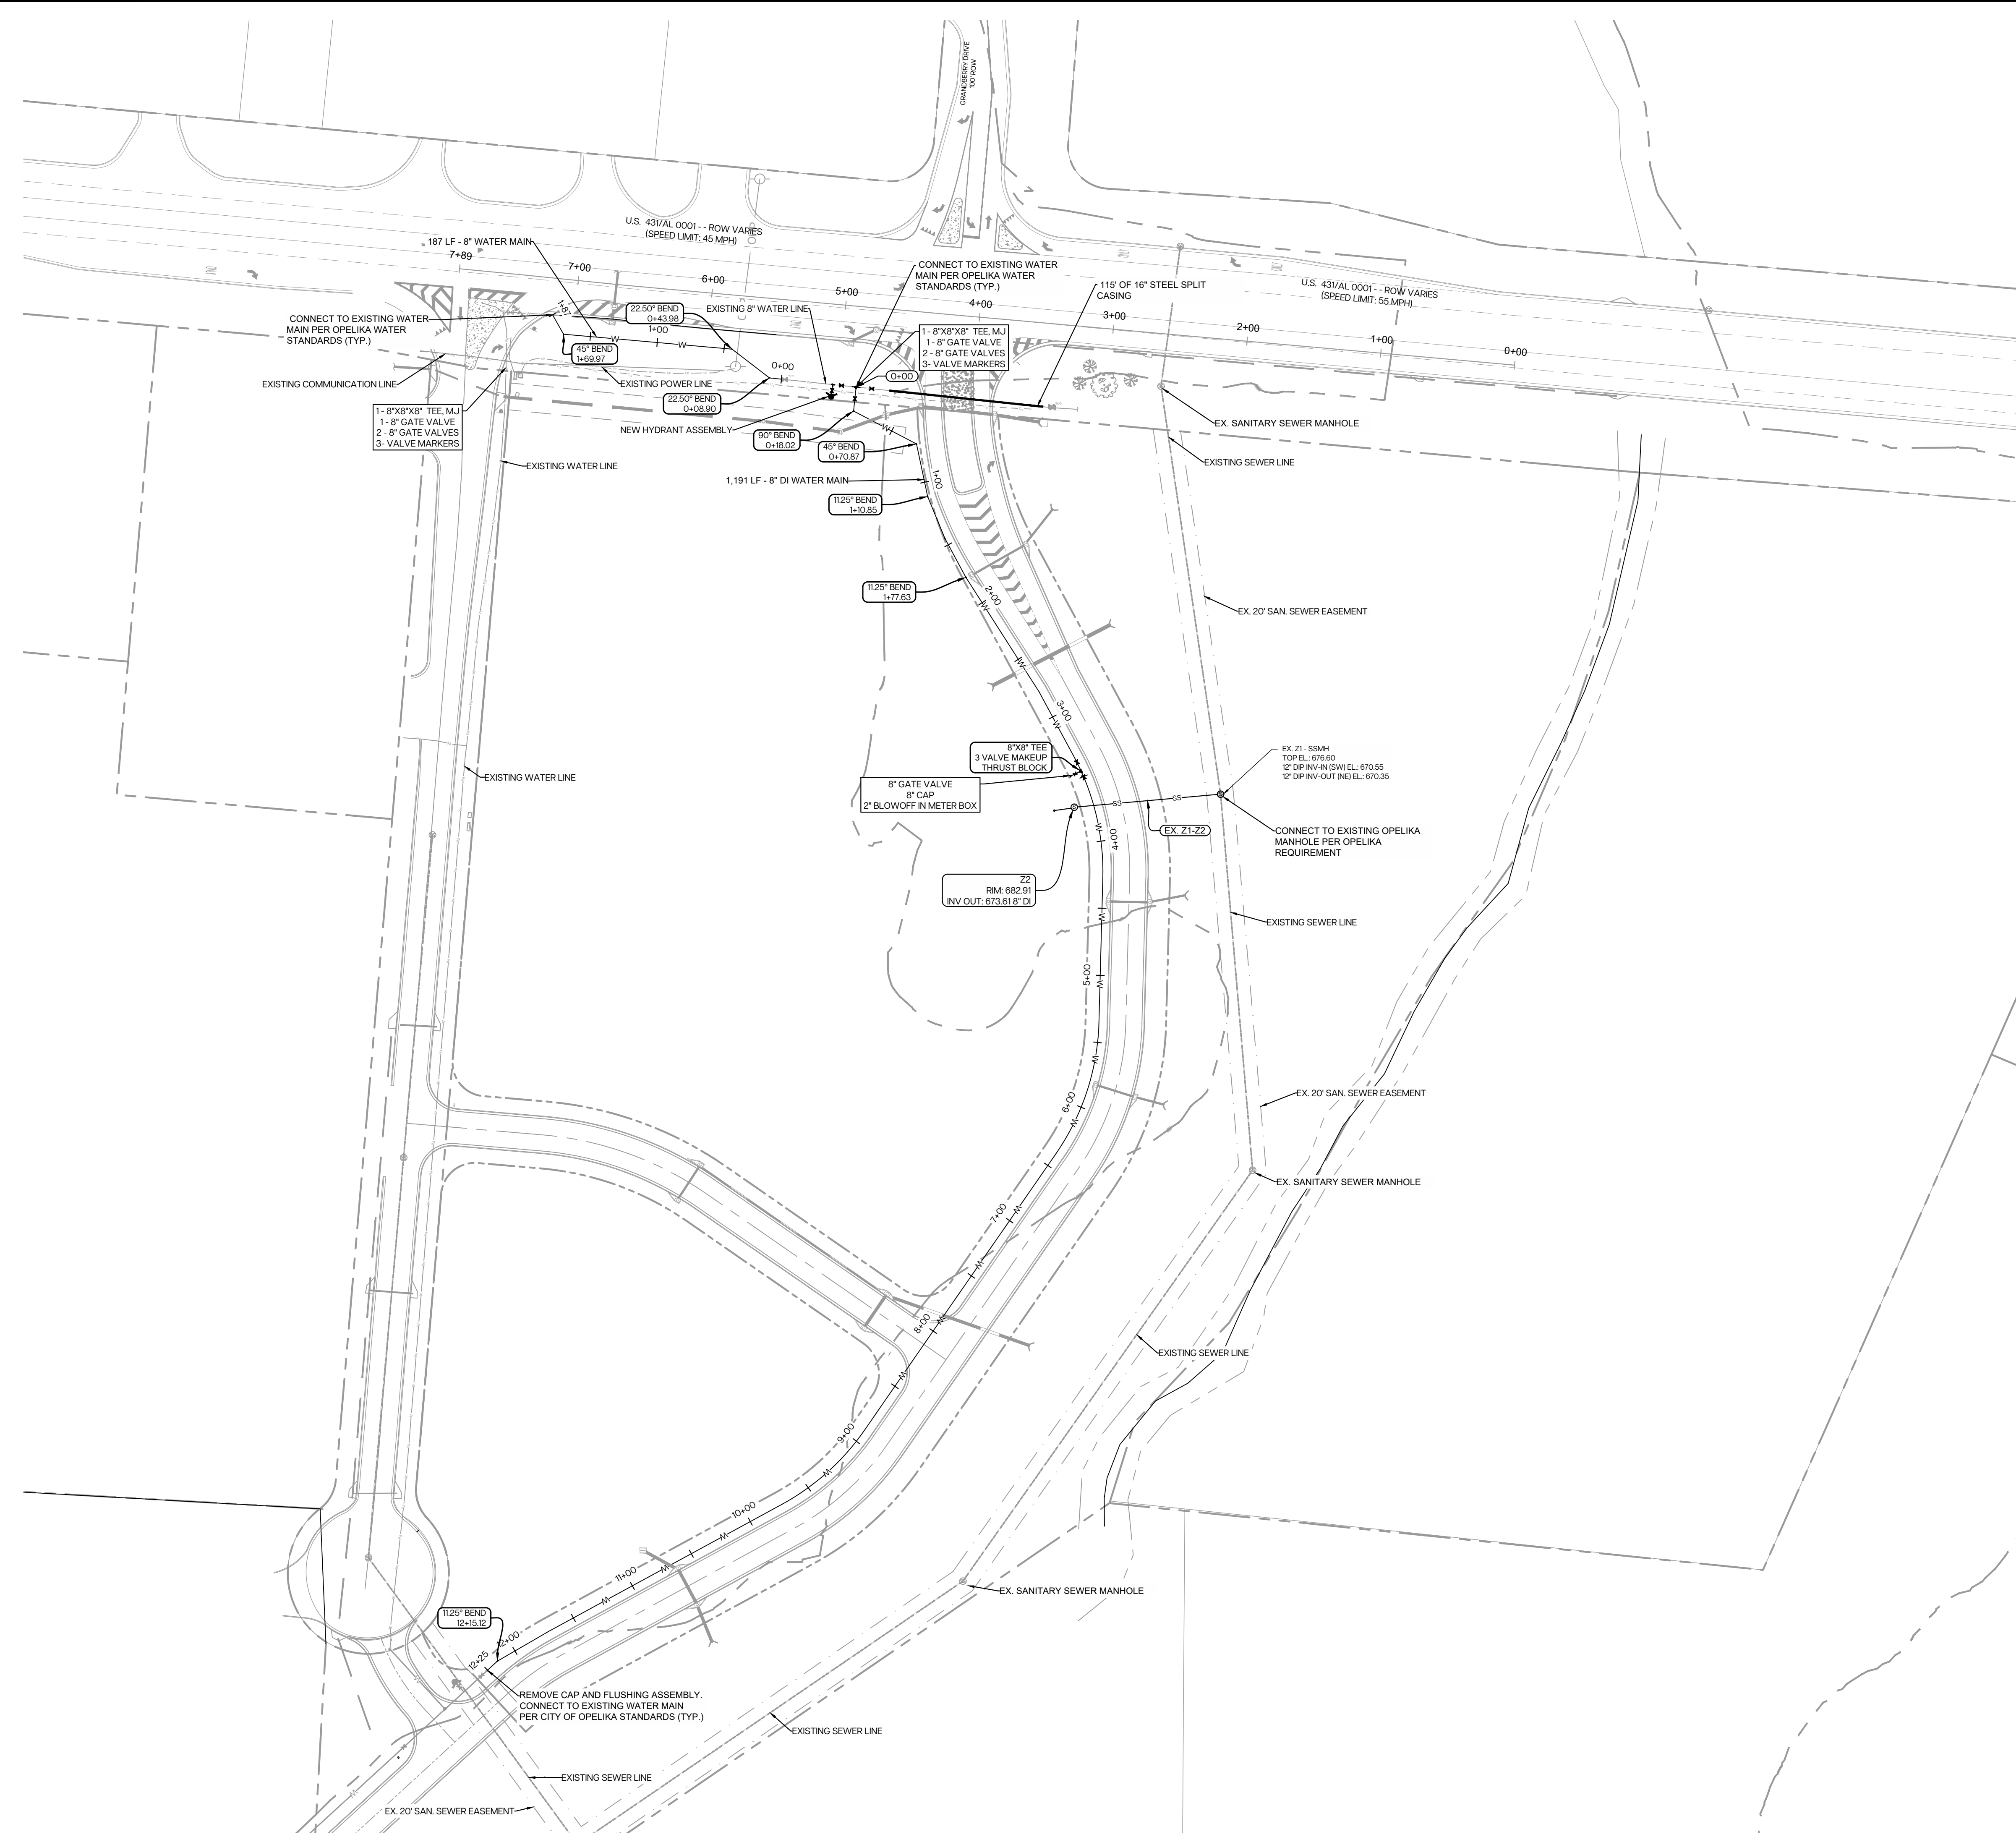 GRANDBERRY DRIVE
100' ROW
U.S. 431/AL 0001 - - ROW VARIES
(SPEED LIMIT: 45 MPH)
187 LF - 8" WATER MAIN
7+89
7+00
6+00
5+00
4+00
3+00
2+00
1+00
0+00
CONNECT TO EXISTING WATER
MAIN PER OPELIKA WATER
STANDARDS (TYP.)
115' OF 16" STEEL SPLIT
CASING
U.S. 431/AL 0001 - - ROW VARIES
(SPEED LIMIT: 55 MPH)
CONNECT TO EXISTING WATER
MAIN PER OPELIKA WATER
STANDARDS (TYP.)
1+87
22.50° BEND
0+43.98
1+00
EXISTING 8" WATER LINE
W
W
45° BEND
1+69.97
1 - 8"X8"X8" TEE, MJ
1 - 8" GATE VALVE
2 - 8" GATE VALVES
3- VALVE MARKERS
EXISTING COMMUNICATION LINE
EXISTING POWER LINE
0+00
0+00
22.50° BEND
0+08.90
1 - 8"X8"X8" TEE, MJ
1 - 8" GATE VALVE
2 - 8" GATE VALVES
3- VALVE MARKERS
NEW HYDRANT ASSEMBLY
90° BEND
0+18.02
W
45° BEND
0+70.87
EX. SANITARY SEWER MANHOLE
EXISTING SEWER LINE
EXISTING WATER LINE
1,191 LF - 8" DI WATER MAIN
1+00
11.25° BEND
1+10.85
11.25° BEND
1+77.63
2+00
W
EX. 20' SAN. SEWER EASEMENT
W
3+00
W
8"X8" TEE
3 VALVE MAKEUP
THRUST BLOCK
EX. Z1 - SSMH
TOP EL.: 676.60
12" DIP INV-IN (SW) EL.: 670.55
12" DIP INV-OUT (NE) EL.: 670.35
EXISTING WATER LINE
8" GATE VALVE
8" CAP
2" BLOWOFF IN METER BOX
S
SS
SS
S
EX. Z1-Z2
W
4+00
CONNECT TO EXISTING OPELIKA
MANHOLE PER OPELIKA
REQUIREMENT
Z2
RIM: 682.91
INV OUT: 673.61 8" DI
W
EXISTING SEWER LINE
5+00
W
W
6+00
W
EX. 20' SAN. SEWER EASEMENT
EX. SANITARY SEWER MANHOLE
7+00
W
W
8+00
W
EXISTING SEWER LINE
W
9+00
W
10+00
W
11+00
W
W
EX. SANITARY SEWER MANHOLE
11.25° BEND
12+15.12
12+00
12+25
REMOVE CAP AND FLUSHING ASSEMBLY.
CONNECT TO EXISTING WATER MAIN
PER CITY OF OPELIKA STANDARDS (TYP.)
EXISTING SEWER LINE
EXISTING SEWER LINE
EX. 20' SAN. SEWER EASEMENT